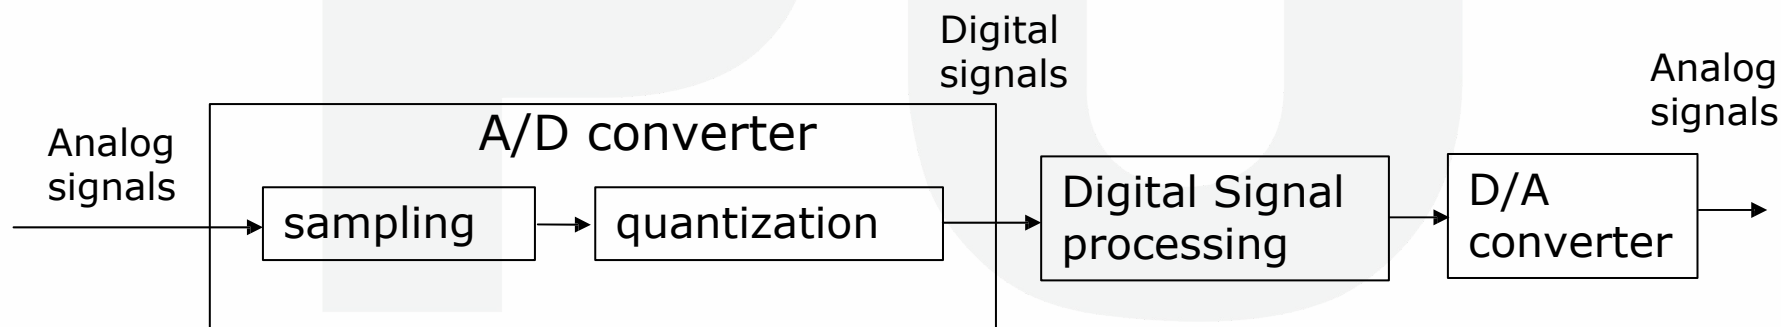 Analog
signals
A/D converter
sampling
quantization
Digital
signals
Digital Signal
processing
D/A
converter
Analog
signals